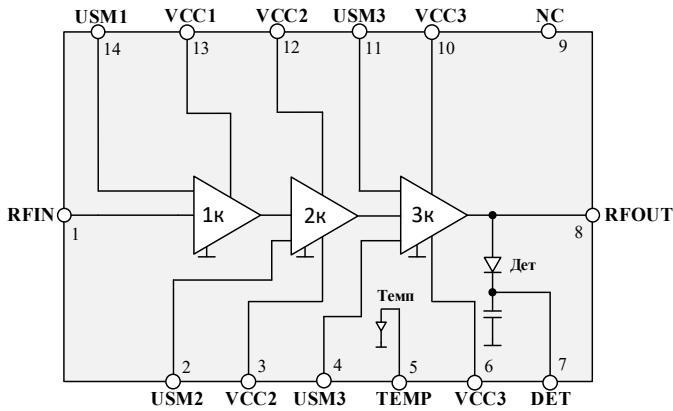 USM1 VCC1 VCC2 USM3 VCC3 NC
14 13 12 11 10 9
1к 2к 3к
RFIN RFOUT
1 8
Дет
Темп
2 3 4 5 6 7
USM2 VCC2 USM3 TEMP VCC3 DET